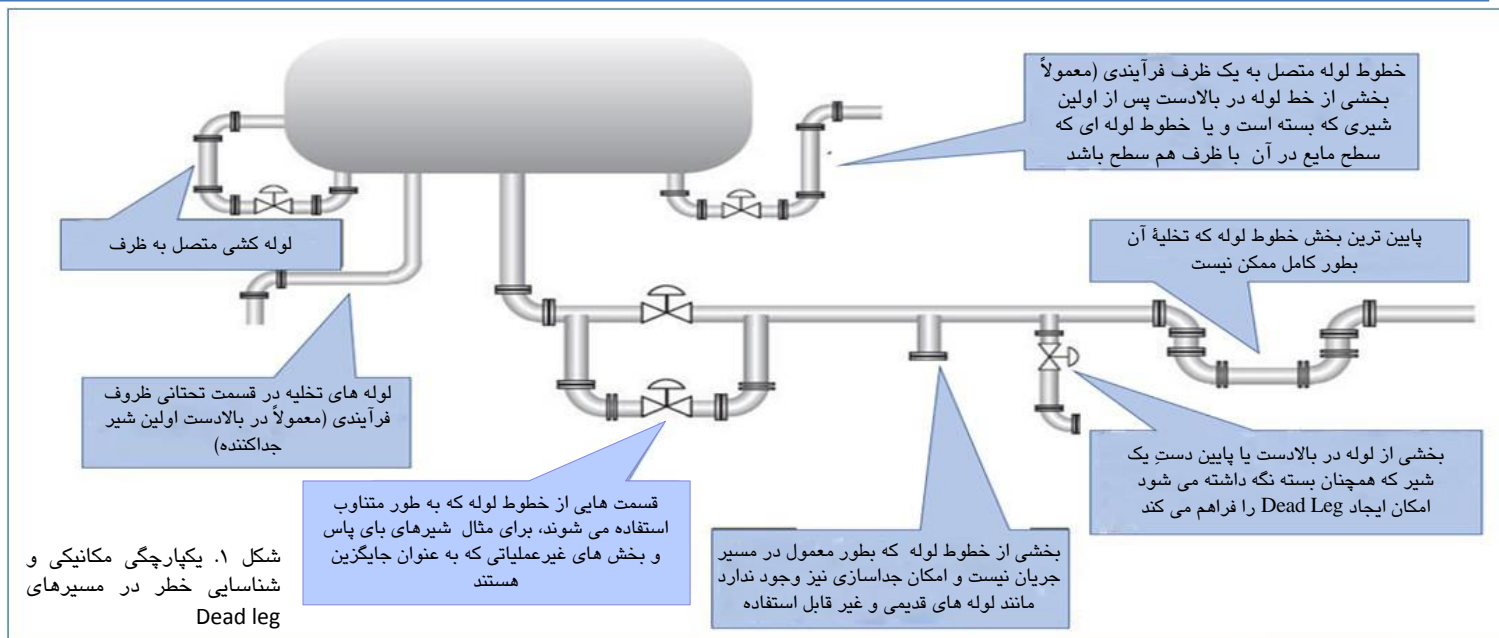 خطوط لوله متصل به یک ظرف فرآیندی (معمولاً
بخشی از خط لوله در بالادست پس از اولین
شیری که بسته است و یا خطوط لوله ای که
سطح مایع در آن با ظرف هم سطح باشد
لوله کشی متصل به ظرف
پایین ترین بخش خطوط لوله که تخلیهٔ آن
بطور کامل ممکن نیست
لوله های تخلیه در قسمت تحتانی ظروف
فرآیندی (معمولاً در بالادست اولین شیر
جداکننده)
بخشی از لوله در بالادست یا پایین دستِ یک
شیر که همچنان بسته نگه داشته می شود
امکان ایجاد Dead Leg را فراهم می کند
قسمت هایی از خطوط لوله که به طور متناوب
استفاده می شوند، برای مثال شیرهای بای پاس
و بخش های غیرعملیاتی که به عنوان جایگزین
هستند
بخشی از خطوط لوله که بطور معمول در مسیر
جریان نیست و امکان جداسازی نیز وجود ندارد
مانند لوله های قدیمی و غیر قابل استفاده
شکل ۱. یکپارچگی مکانیکی و
شناسایی خطر در مسیرهای
Dead leg